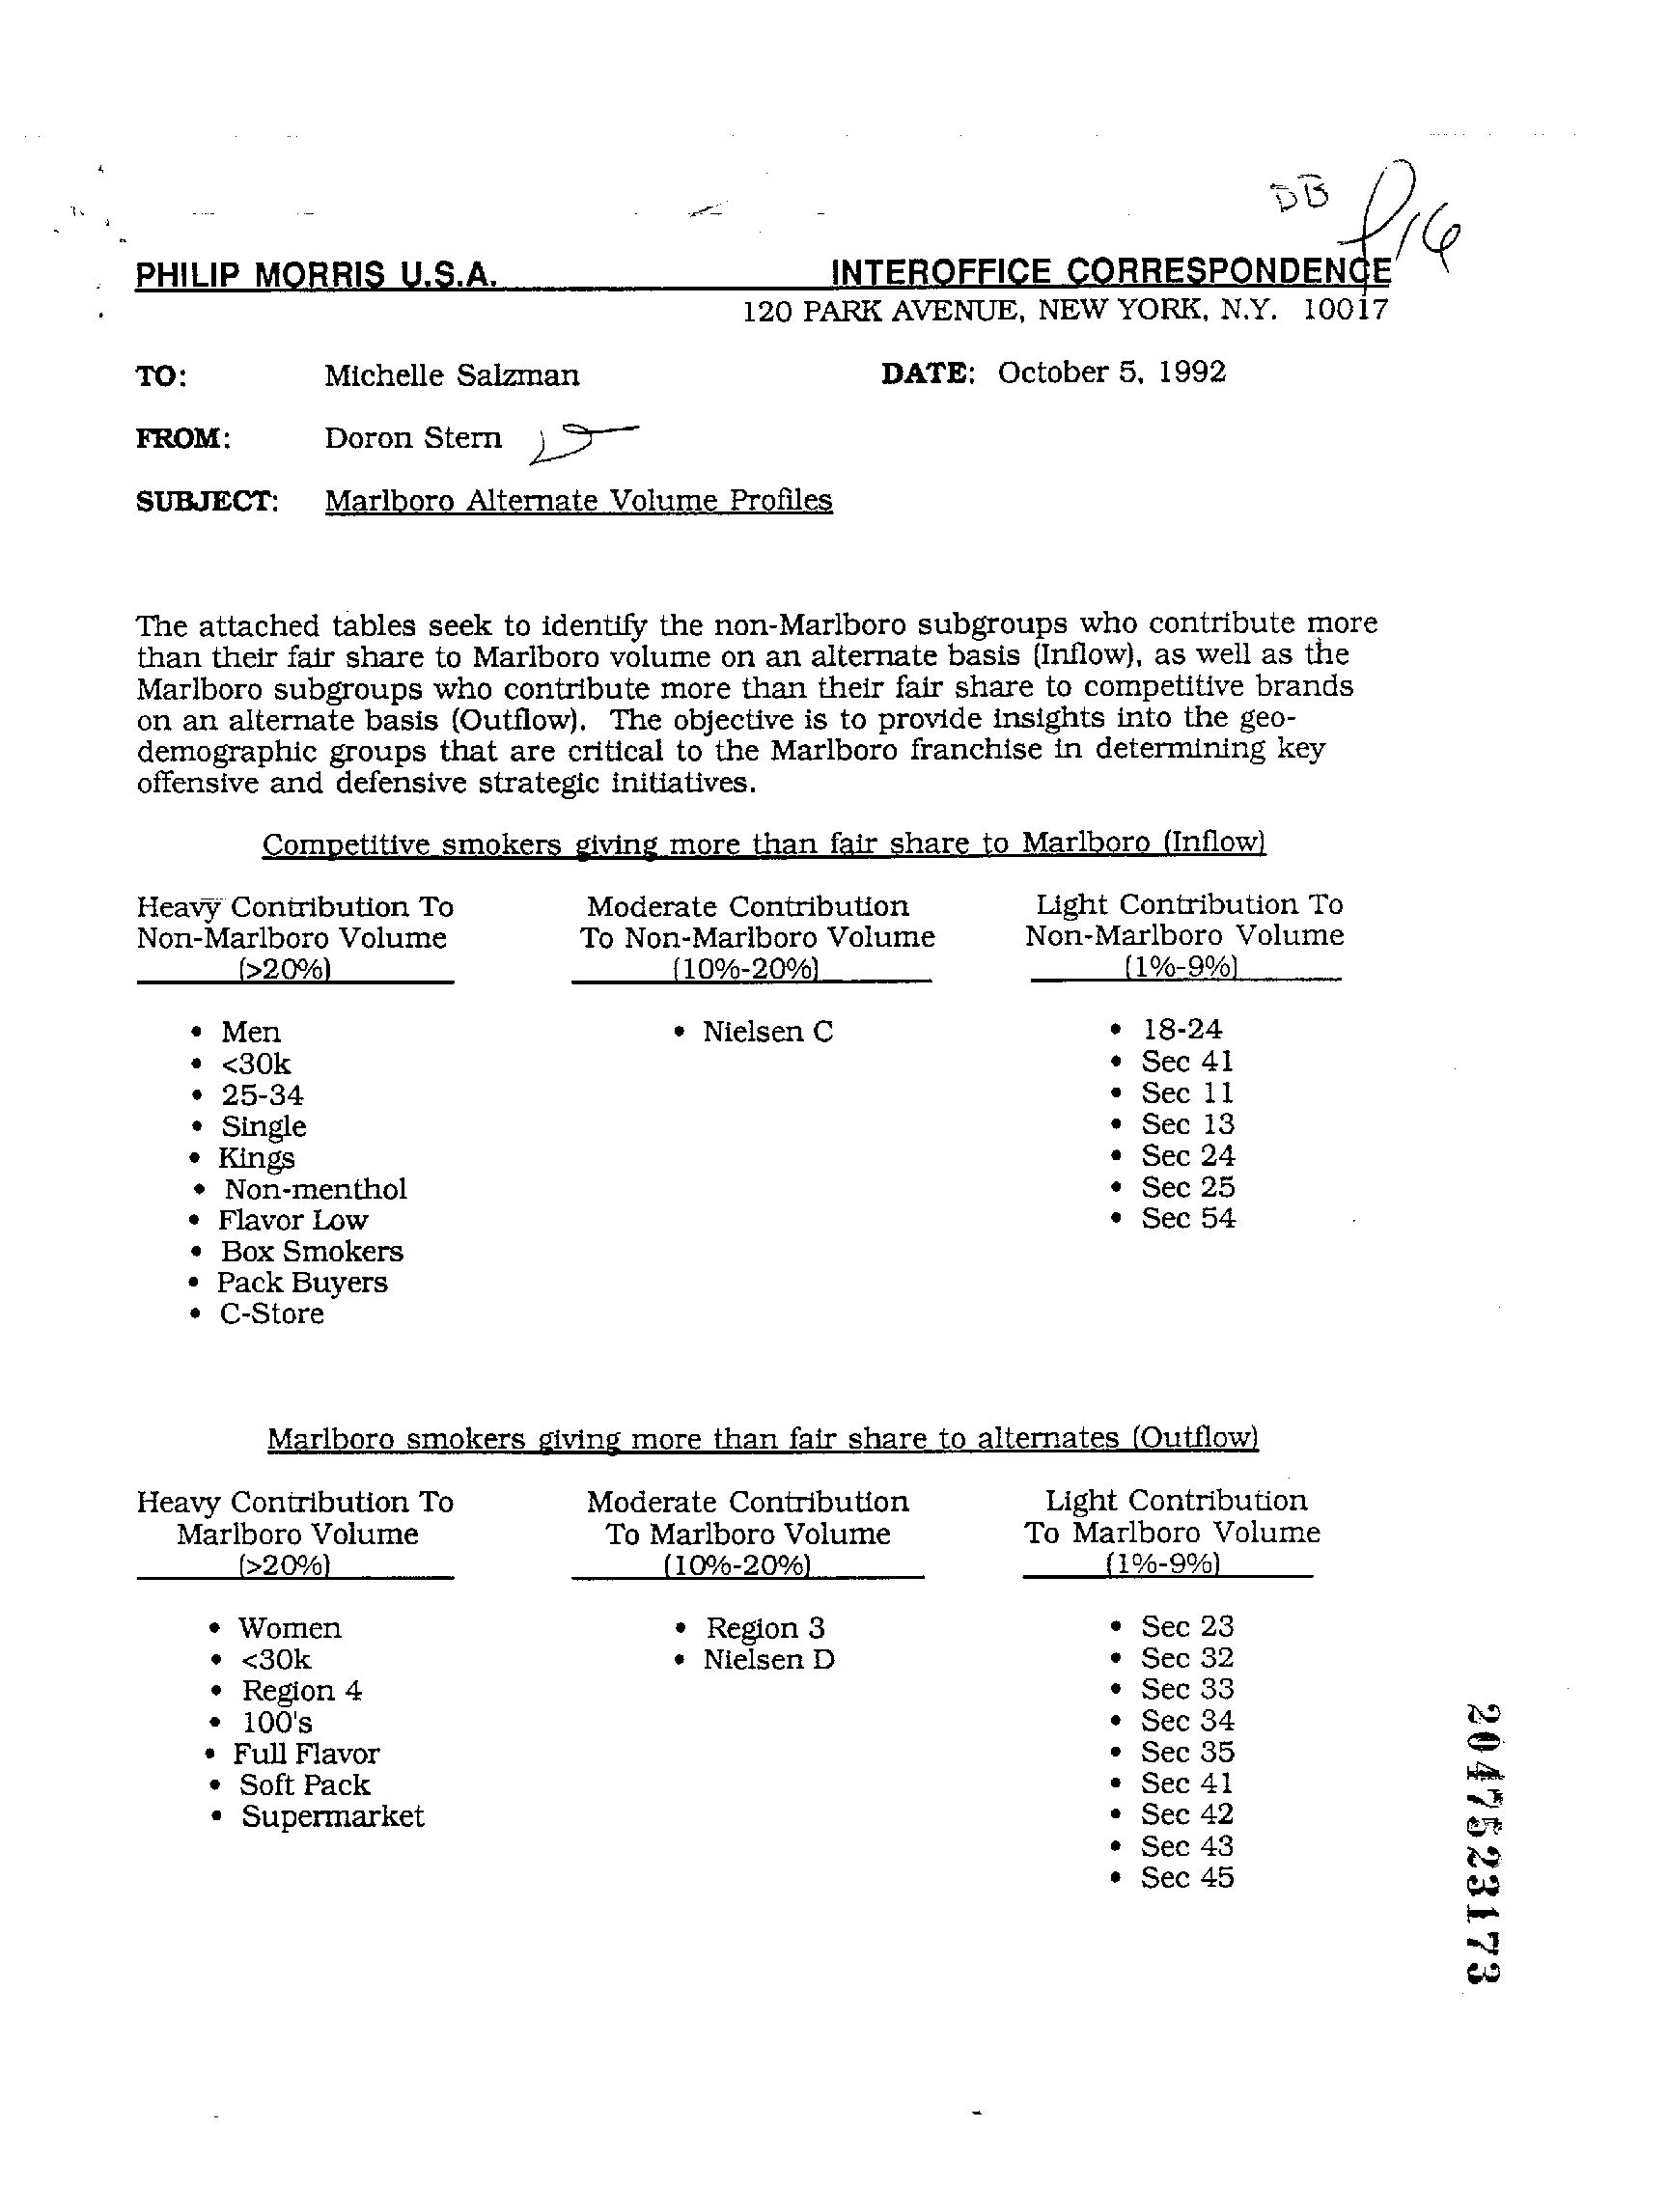 DB
PHILIP MORRIS U.S.A. INTEROFFICE CORRESPONDENCE
120 PARK AVENUE, NEW YORK, N.Y. 10017
TO: Michelle Salzman DATE: October 5, 1992
FROM: Doron Stern
SUBJECT: Marlboro Alternate Volume Profiles
The attached tables seek to identify the non-Marlboro subgroups who contribute more
than their fair share to Marlboro volume on an alternate basis (Inflow), as well as the
Marlboro subgroups who contribute more than their fair share to competitive brands
on an alternate basis (Outflow). The objective is to provide insights into the geo-
demographic groups that are critical to the Marlboro franchise in determining key
offensive and defensive strategic initiatives.
Competitive smokers giving more than fair share to Marlboro (Inflow)
Heavy Contribution To Moderate Contribution Light Contribution To
Non-Marlboro Volume To Non-Marlboro Volume Non-Marlboro Volume
(>20%) (10%-20%) (1%-9%)
• Men • Nielsen C • 18-24
• <30k • Sec 41
• 25-34 • Sec 11
• Single • Sec 13
• Kings • Sec 24
• Non-menthol • Sec 25
• Flavor Low • Sec 54
• Box Smokers
• Pack Buyers
• C-Store
Marlboro smokers giving more than fair share to alternates (Outflow)
Heavy Contribution To Moderate Contribution Light Contribution
Marlboro Volume To Marlboro Volume To Marlboro Volume
(>20%) (10%-20%) (1%-9%)
• Women • Region 3 • Sec 23
• <30k • Nielsen D • Sec 32
• Region 4 • Sec 33
• 100's • Sec 34
• Full Flavor • Sec 35
• Soft Pack • Sec 41
• Supermarket • Sec 42
• Sec 43
• Sec 45
2047523173